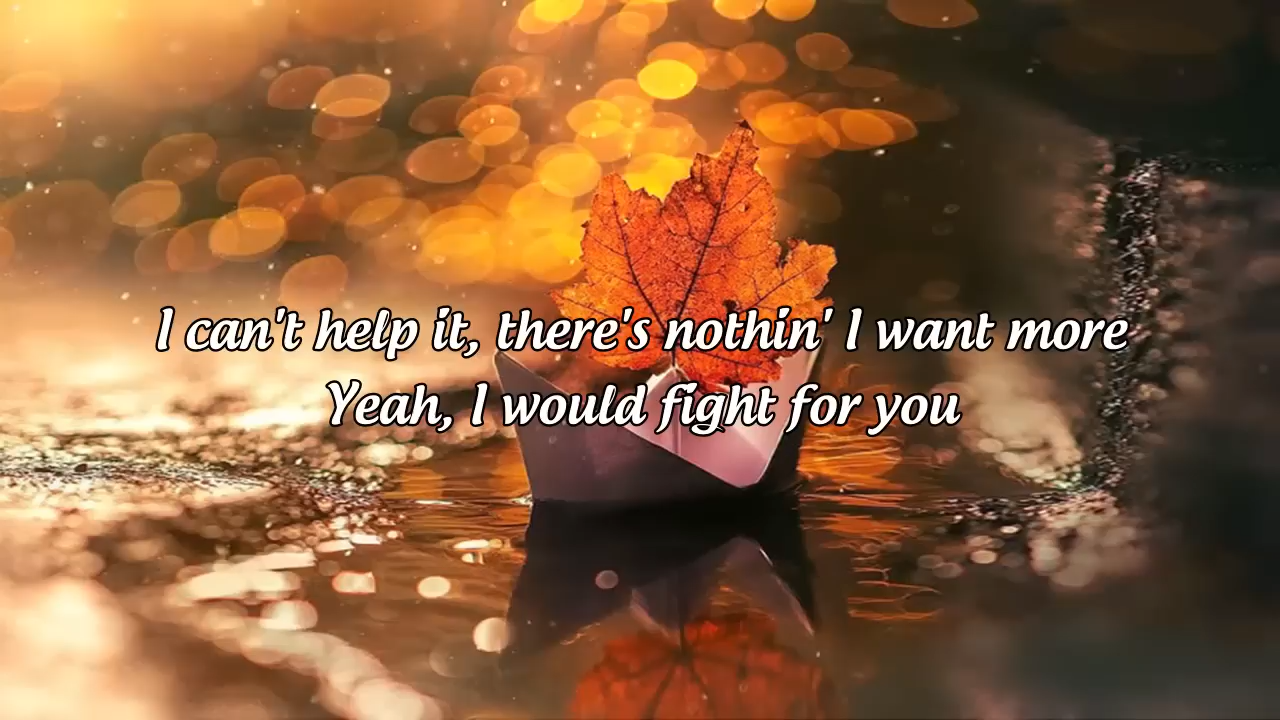 I can't help it, there's nothin' I want more
Yeah, I would fight for you